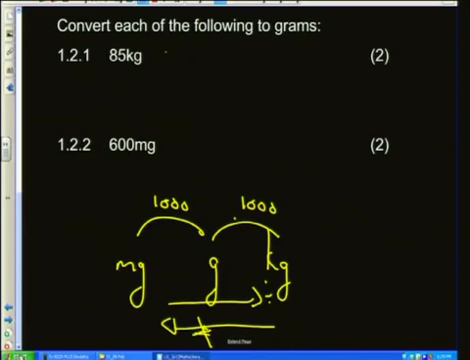 Convert each of the following to grams:
1.2.1 85kg (2)
1.2.2 600mg (2)
1000 1000
mg g kg
÷
×